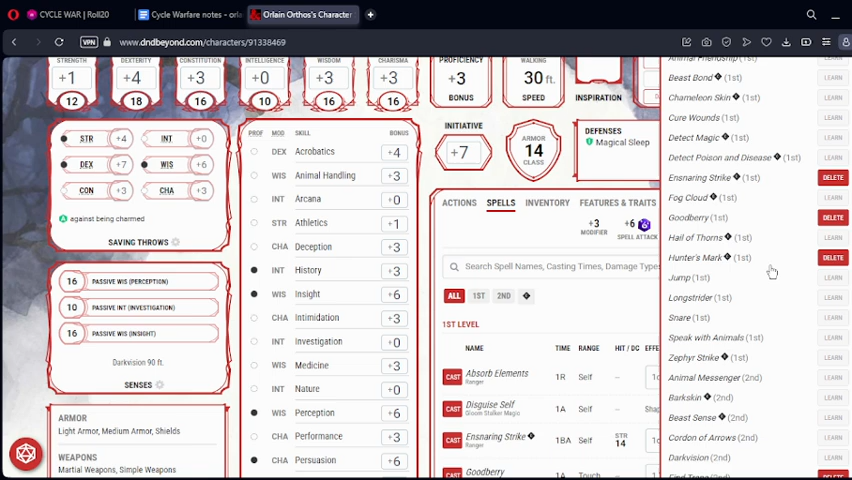 CYCLE WAR | Roll20
Cycle Warfare notes - orla
Orlain Orthos's Character
VPN
www.dndbeyond.com/characters/91338469
STRENGTH
+1
12
DEXTERITY
+4
18
CONSTITUTION
+3
16
INTELLIGENCE
+0
10
WISDOM
+3
16
CHARISMA
+3
16
PROFICIENCY
+3
BONUS
WALKING
30 ft.
SPEED
INSPIRATION
STR +4
INT +0
DEX +7
WIS +6
CON +3
CHA +3
A against being charmed
SAVING THROWS
16 PASSIVE WIS (PERCEPTION)
10 PASSIVE INT (INVESTIGATION)
16 PASSIVE WIS (INSIGHT)
Darkvision 90 ft.
SENSES
ARMOR
Light Armor, Medium Armor, Shields
WEAPONS
Martial Weapons, Simple Weapons
PROF MOD SKILL BONUS
DEX Acrobatics +4
WIS Animal Handling +3
INT Arcana +0
STR Athletics +1
CHA Deception +3
INT History +3
WIS Insight +6
CHA Intimidation +3
INT Investigation +0
WIS Medicine +3
INT Nature +0
WIS Perception +6
CHA Performance +3
CHA Persuasion +6
INITIATIVE
+7
ARMOR
14
CLASS
DEFENSES
Magical Sleep
ACTIONS SPELLS INVENTORY FEATURES & TRAITS
+3
MODIFIER
+6
SPELL ATTACK
Search Spell Names, Casting Times, Damage Types
ALL 1ST 2ND
1ST LEVEL
NAME TIME RANGE HIT / DC EFFE
CAST Absorb Elements 1R Self --
Ranger
CAST Disguise Self 1A Self -- Shap
Gloom Stalker Magic
CAST Ensnaring Strike 1BA Self STR 14
Ranger
CAST Goodberry 1A Touch
Animal Friendship (1st) LEARN
Beast Bond (1st) LEARN
Chameleon Skin (1st) LEARN
Cure Wounds (1st) LEARN
Detect Magic (1st) LEARN
Detect Poison and Disease (1st) LEARN
Ensnaring Strike (1st) DELETE
Fog Cloud (1st) LEARN
Goodberry (1st) DELETE
Hail of Thorns (1st) LEARN
Hunter's Mark (1st) DELETE
Jump (1st) LEARN
Longstrider (1st) LEARN
Snare (1st) LEARN
Speak with Animals (1st) LEARN
Zephyr Strike (1st) LEARN
Animal Messenger (2nd) LEARN
Barkskin (2nd) LEARN
Beast Sense (2nd) LEARN
Cordon of Arrows (2nd) LEARN
Darkvision (2nd) LEARN